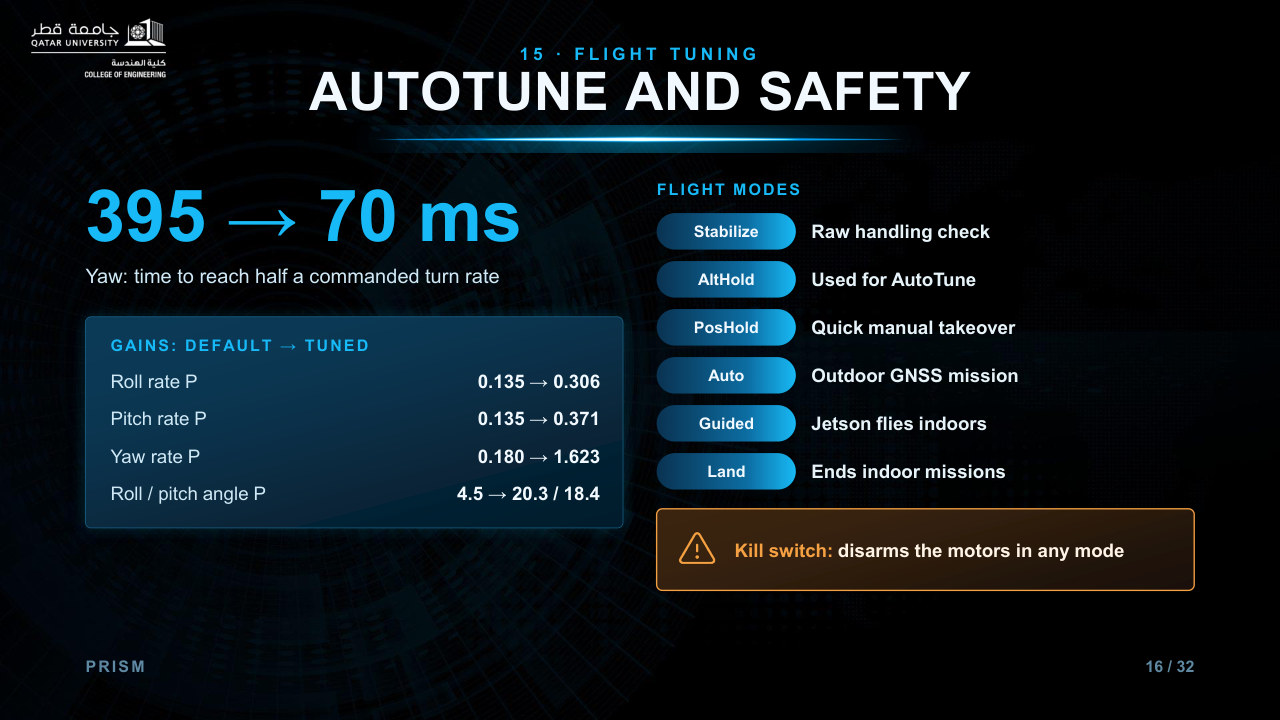 جامعة قطر
QATAR UNIVERSITY
كلية الهندسة
COLLEGE OF ENGINEERING
15 · FLIGHT TUNING
AUTOTUNE AND SAFETY
395 → 70 ms
Yaw: time to reach half a commanded turn rate
GAINS: DEFAULT → TUNED
Roll rate P 0.135 → 0.306
Pitch rate P 0.135 → 0.371
Yaw rate P 0.180 → 1.623
Roll / pitch angle P 4.5 → 20.3 / 18.4
FLIGHT MODES
Stabilize Raw handling check
AltHold Used for AutoTune
PosHold Quick manual takeover
Auto Outdoor GNSS mission
Guided Jetson flies indoors
Land Ends indoor missions
Kill switch: disarms the motors in any mode
PRISM
16 / 32